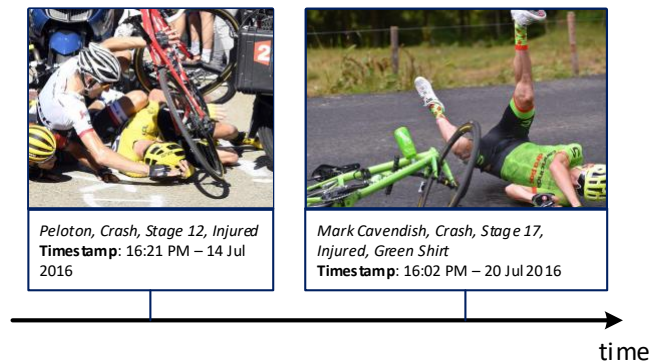 2
Peloton, Crash, Stage 12, Injured
Timestamp: 16:21 PM – 14 Jul
2016
Mark Cavendish, Crash, Stage 17,
Injured, Green Shirt
Timestamp: 16:02 PM – 20 Jul 2016
time